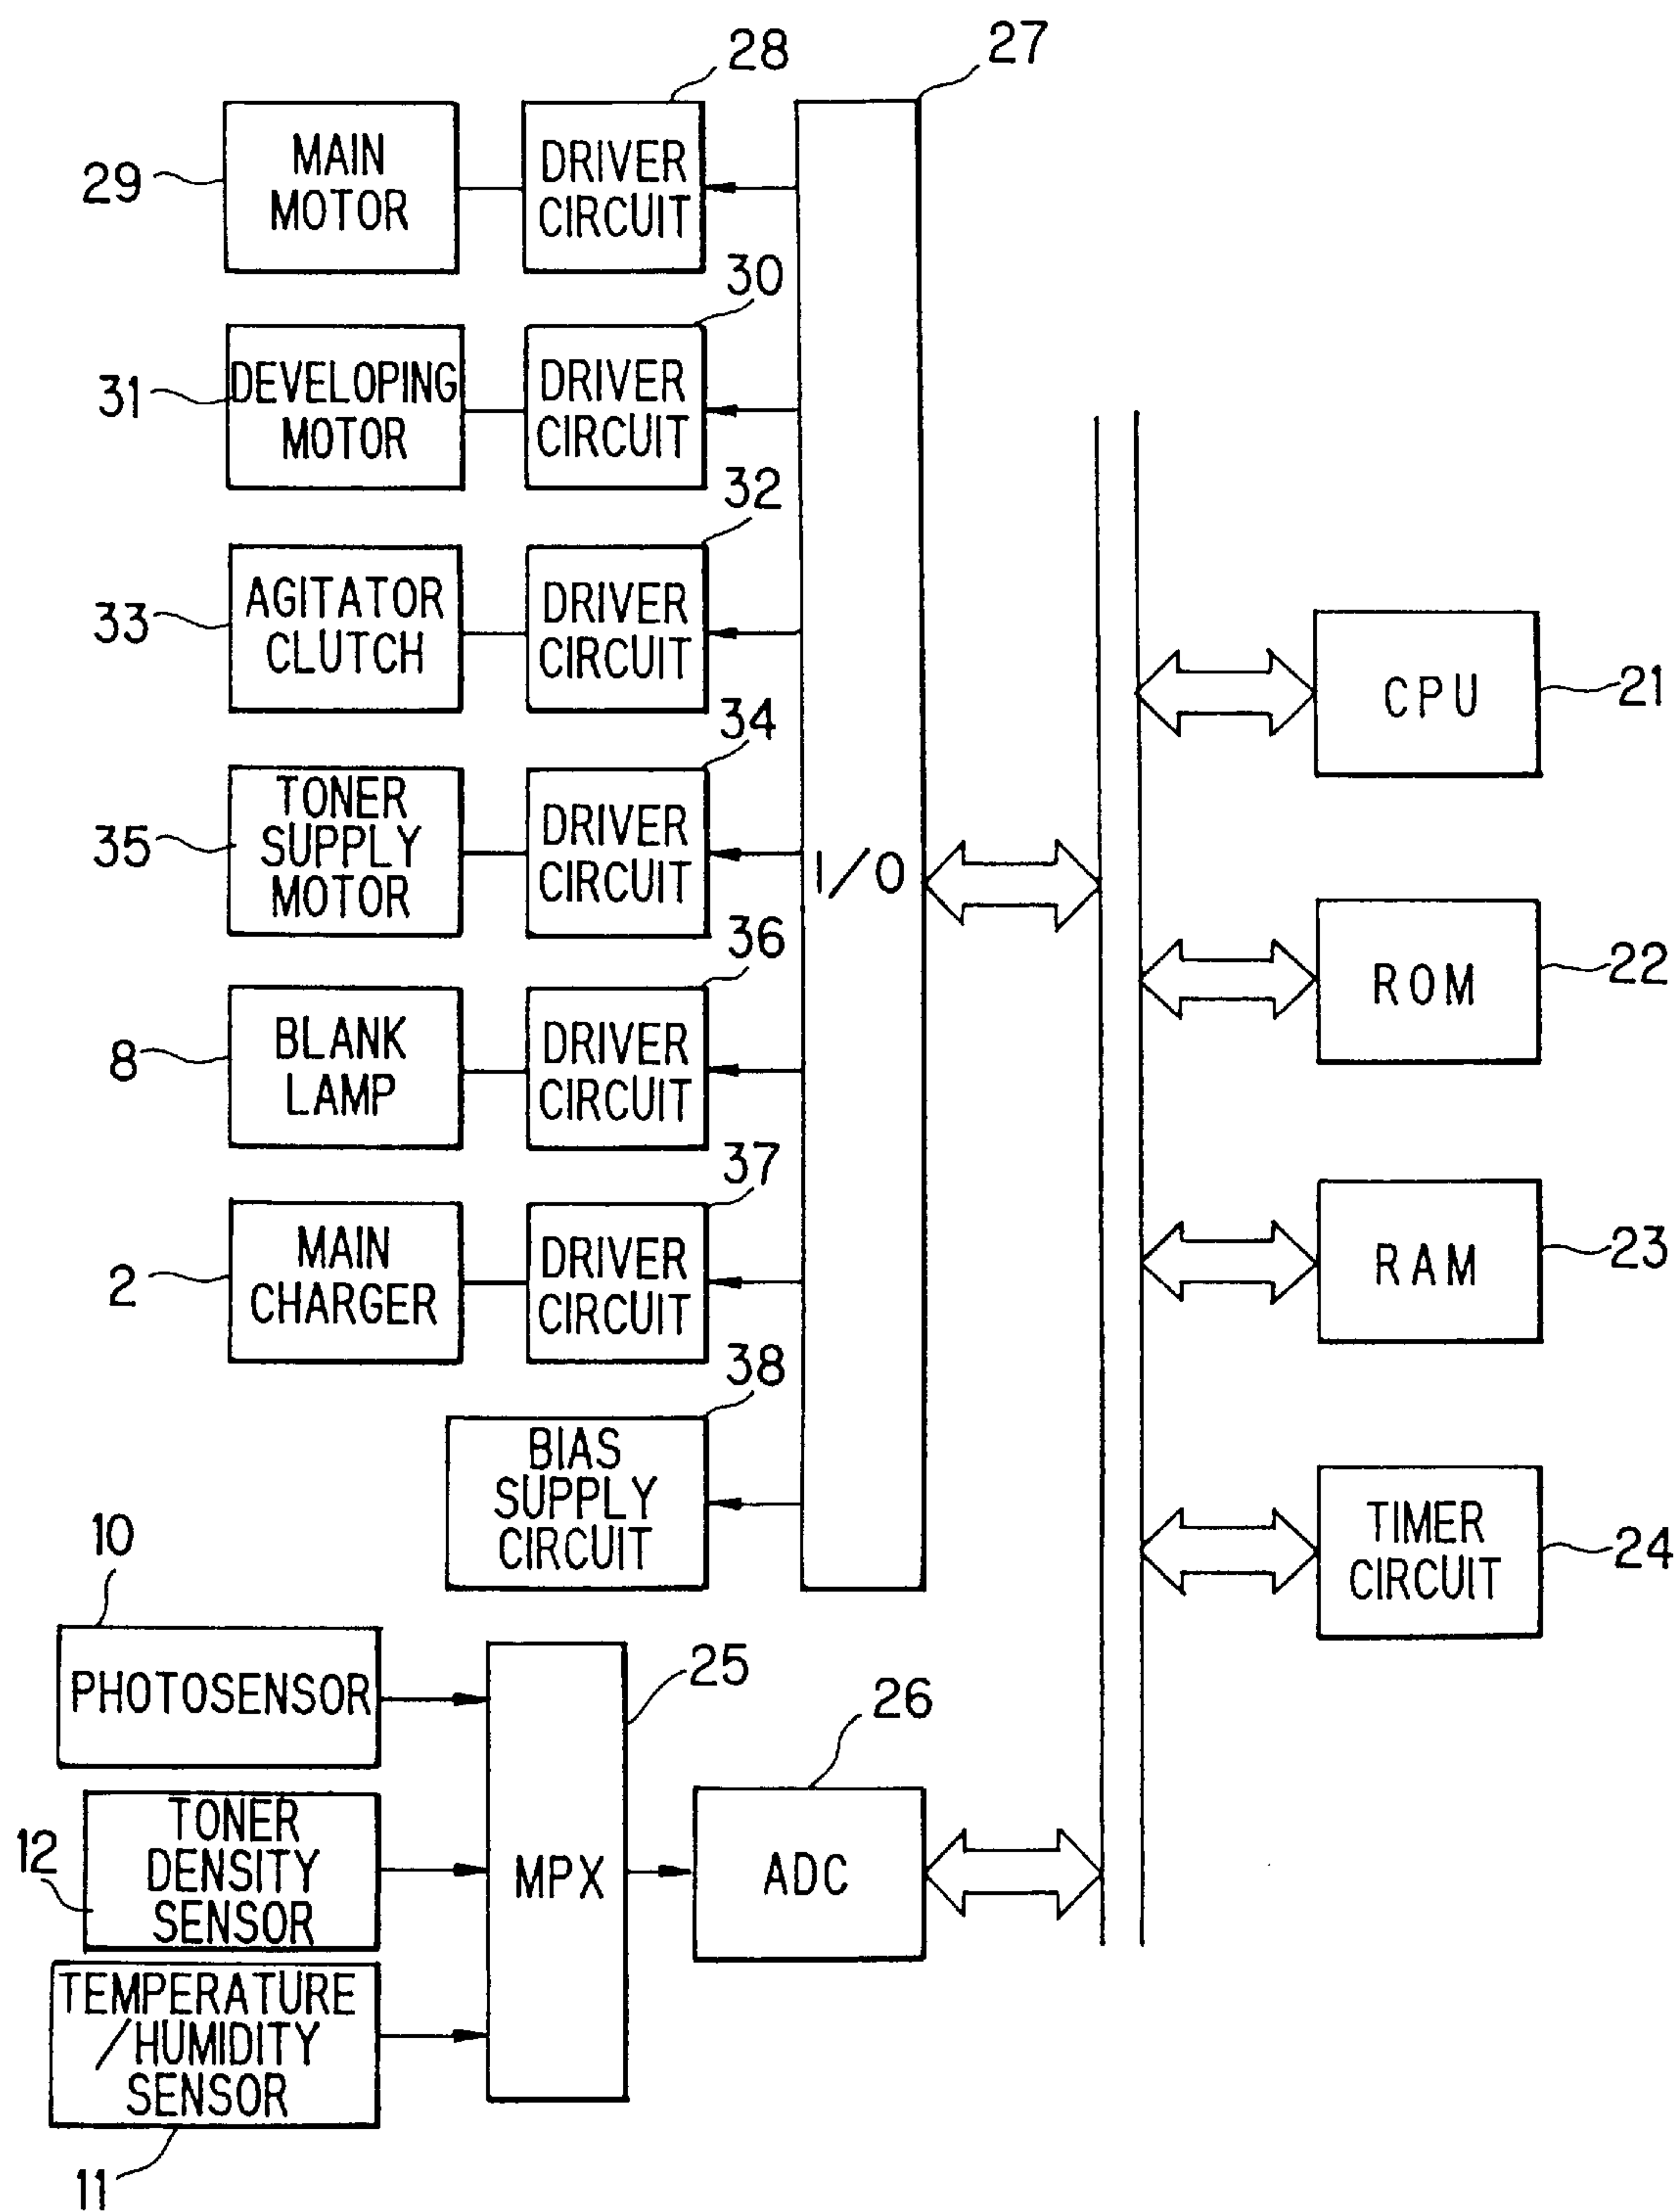 27
28
MAIN
MOTOR
29
DRIVER
CIRCUIT
30
DEVELOPING
MOTOR
31
DRIVER
CIRCUIT
32
AGITATOR
CLUTCH
33
DRIVER
CIRCUIT
34
TONER
SUPPLY
MOTOR
35
DRIVER
CIRCUIT
I/O
36
BLANK
LAMP
8
DRIVER
CIRCUIT
37
MAIN
CHARGER
2
DRIVER
CIRCUIT
38
BIAS
SUPPLY
CIRCUIT
CPU
21
ROM
22
RAM
23
TIMER
CIRCUIT
24
10
PHOTOSENSOR
25
12
TONER
DENSITY
SENSOR
MPX
26
ADC
TEMPERATURE
/HUMIDITY
SENSOR
11